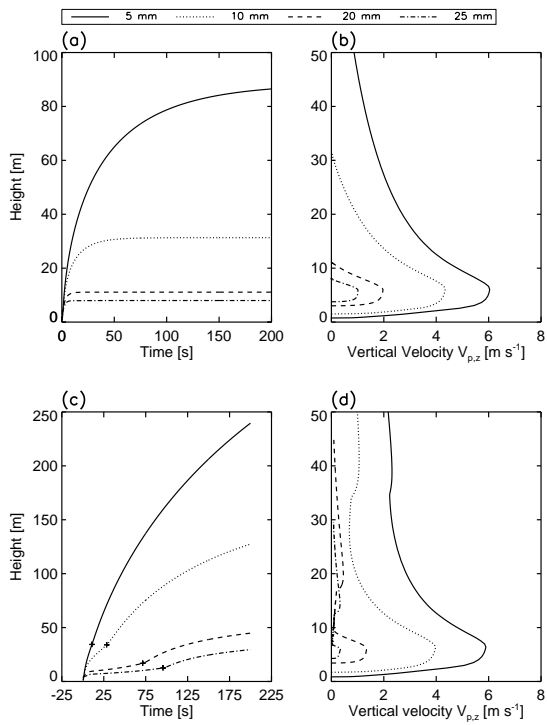 5 mm 10 mm 20 mm 25 mm
(a) (b)
100 50
80 40
60 30
40 20
20 10
0 0
Height [m]
0 50 100 150 200 0 2 4 6 8
Time [s] Vertical Velocity V_p,z [m s⁻¹]
(c) (d)
250 50
200 40
150 30
100 20
50 10
0 0
Height [m]
-25 25 75 125 175 225 0 2 4 6 8
Time [s] Vertical velocity V_p,z [m s⁻¹]